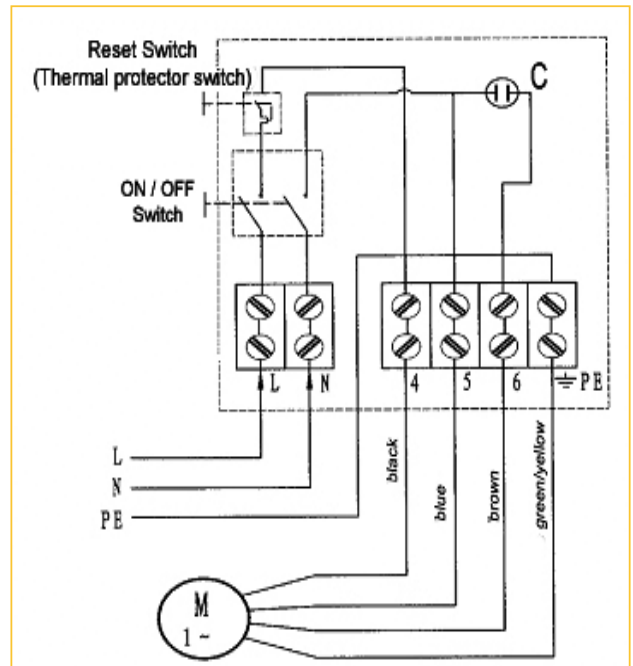 Reset Switch
(Thermal protector switch)
C
ON / OFF
Switch
L N 4 5 6 PE
L
N
PE
black
blue
brown
green/yellow
M
1 ~